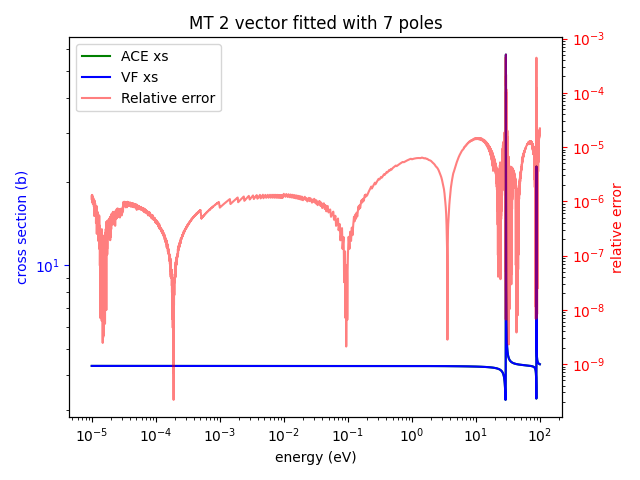 MT 2 vector fitted with 7 poles
ACE xs
VF xs
Relative error
cross section (b)
10¹
10⁻³
10⁻⁴
10⁻⁵
10⁻⁶
10⁻⁷
10⁻⁸
10⁻⁹
relative error
10⁻⁵ 10⁻⁴ 10⁻³ 10⁻² 10⁻¹ 10⁰ 10¹ 10²
energy (eV)